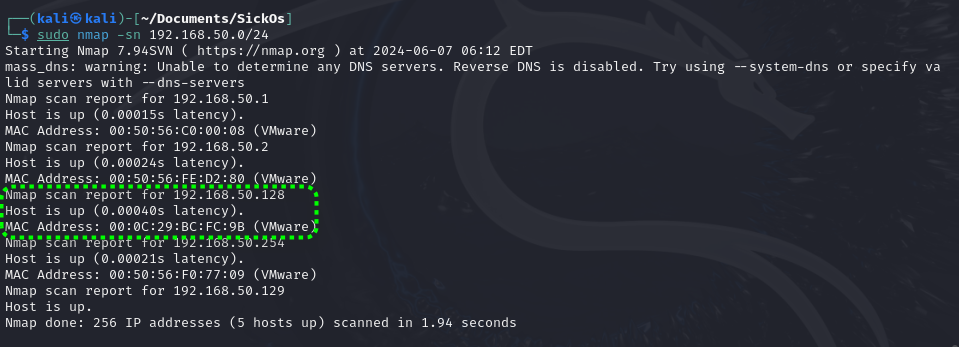 ┌──(kali㉿kali)-[~/Documents/SickOs]
└─$ sudo nmap -sn 192.168.50.0/24
Starting Nmap 7.94SVN ( https://nmap.org ) at 2024-06-07 06:12 EDT
mass_dns: warning: Unable to determine any DNS servers. Reverse DNS is disabled. Try using --system-dns or specify va
lid servers with --dns-servers
Nmap scan report for 192.168.50.1
Host is up (0.00015s latency).
MAC Address: 00:50:56:C0:00:08 (VMware)
Nmap scan report for 192.168.50.2
Host is up (0.00024s latency).
MAC Address: 00:50:56:FE:D2:80 (VMware)
Nmap scan report for 192.168.50.128
Host is up (0.00040s latency).
MAC Address: 00:0C:29:BC:FC:9B (VMware)
Nmap scan report for 192.168.50.254
Host is up (0.00021s latency).
MAC Address: 00:50:56:F0:77:09 (VMware)
Nmap scan report for 192.168.50.129
Host is up.
Nmap done: 256 IP addresses (5 hosts up) scanned in 1.94 seconds